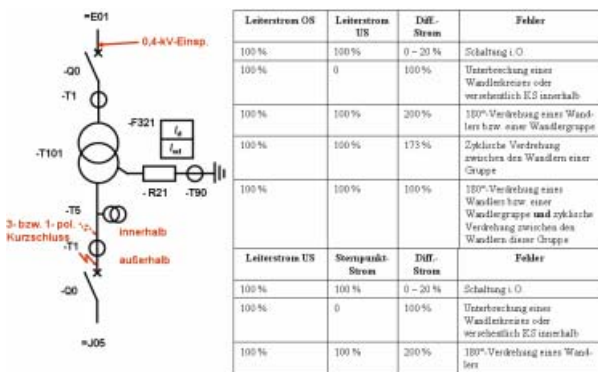 =E01
0,4-kV-Einsp.
-Q0
-T1
-F321
Id
-T101
- R21
-T90
-T5
3- bzw. 1- pol.
Kurzschluss
innerhalb
-T1
außerhalb
-Q0
=J05
Leiterstrom OS Leiterstrom US Diff.-Strom Fehler
100 % 100 % 0 – 20 % Schaltung i.O.
100 % 0 100 % Unterbrechung eines
Wandlerkreises oder
versehentlich KS innerhalb
100 % 100 % 200 % 180°-Verdrehung eines Wand-
lers bzw. einer Wandlergruppe
100 % 100 % 173 % Zyklische Verdrehung
zwischen den Wandlern einer
Gruppe
100 % 100 % 100 % 180°-Verdrehung eines
Wandlers bzw. einer
Wandlergruppe und zyklische
Verdrehung zwischen den
Wandlern dieser Gruppe
Leiterstrom US Sternpunkt-Strom Diff.-Strom Fehler
100 % 100 % 0 – 20 % Schaltung i.O.
100 % 0 100 % Unterbrechung eines
Wandlerkreises oder
versehentlich KS innerhalb
100 % 100 % 200 % 180°-Verdrehung eines Wand-
lers